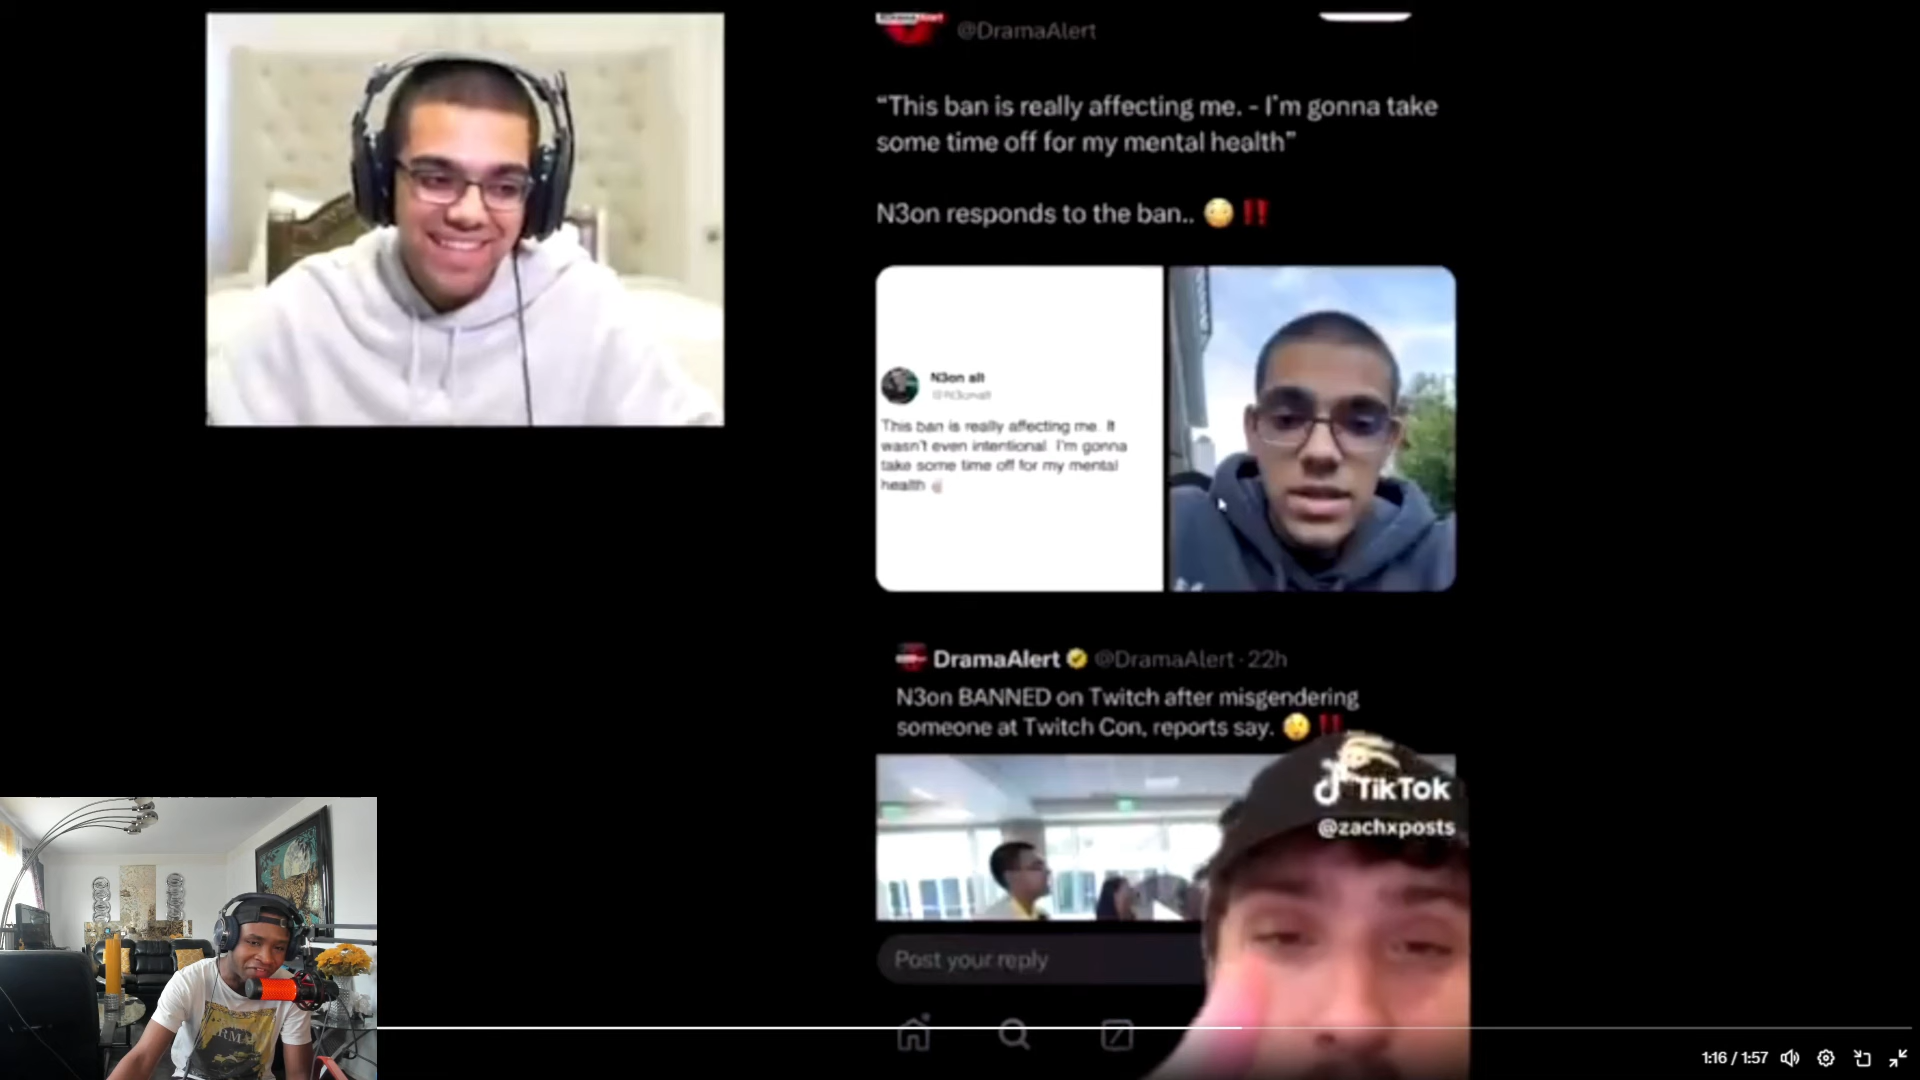 @DramaAlert
“This ban is really affecting me. - I'm gonna take
some time off for my mental health”
N3on responds to the ban.. 😳 ‼️
N3on alt
This ban is really affecting me. It
wasn't even intentional. I'm gonna
take some time off for my mental
health
DramaAlert @DramaAlert · 22h
N3on BANNED on Twitch after misgendering
someone at Twitch Con, reports say. 😳 ‼️
TikTok
@zachxposts
Post your reply
1:16 / 1:57